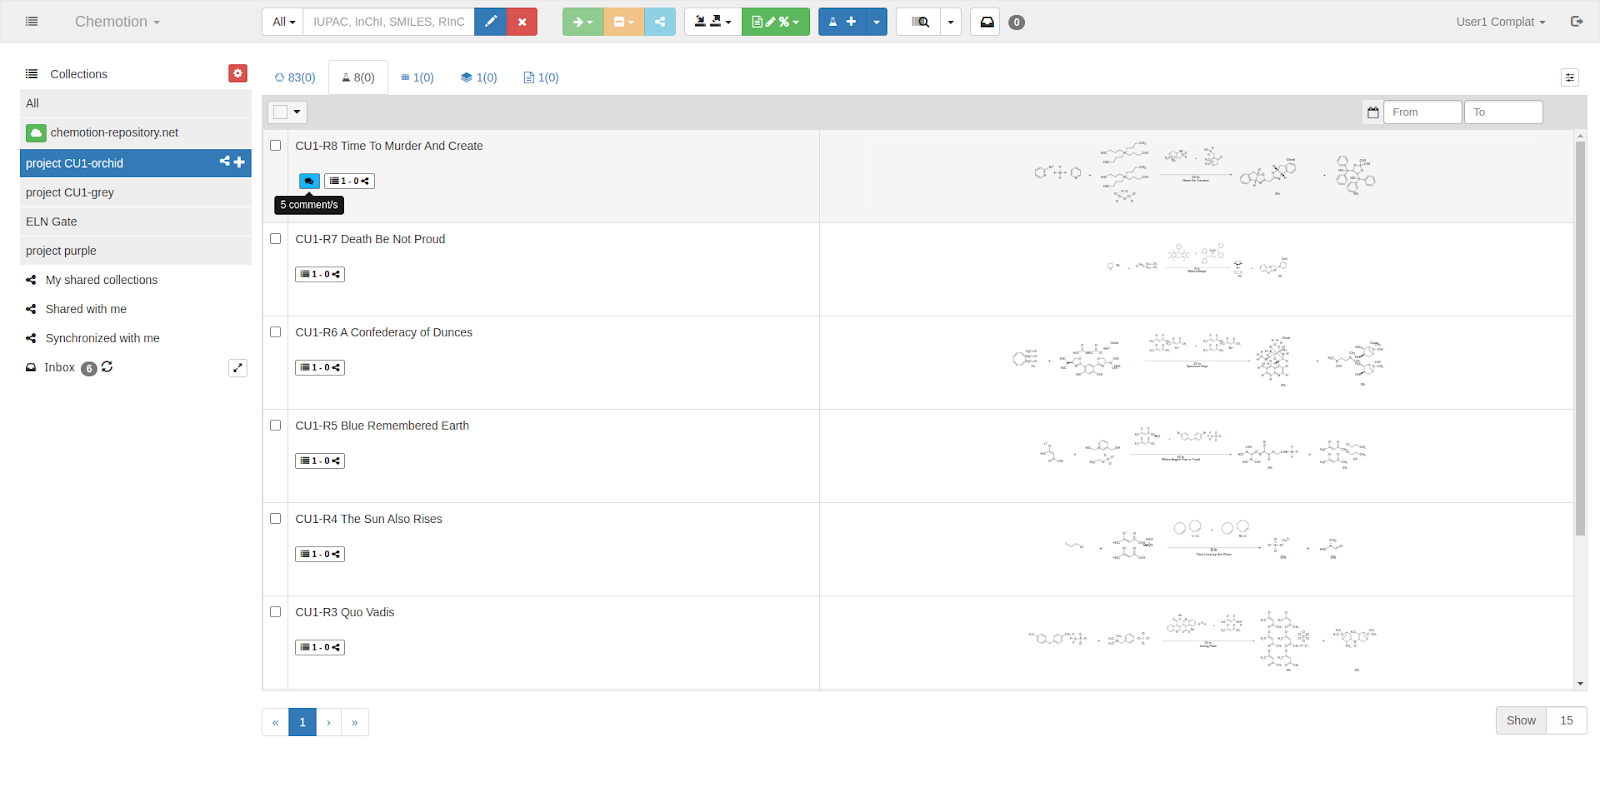 Chemotion
All
IUPAC, InChI, SMILES, RInC
0
User1 Complat
Collections
All
chemotion-repository.net
project CU1-orchid
project CU1-grey
ELN Gate
project purple
My shared collections
Shared with me
Synchronized with me
Inbox 6
83(0)
8(0)
1(0)
1(0)
1(0)
From
To
CU1-R8 Time To Murder And Create
1 - 0
5 comment/s
CU1-R7 Death Be Not Proud
1 - 0
CU1-R6 A Confederacy of Dunces
1 - 0
CU1-R5 Blue Remembered Earth
1 - 0
CU1-R4 The Sun Also Rises
1 - 0
CU1-R3 Quo Vadis
1 - 0
« 1 › »
Show 15